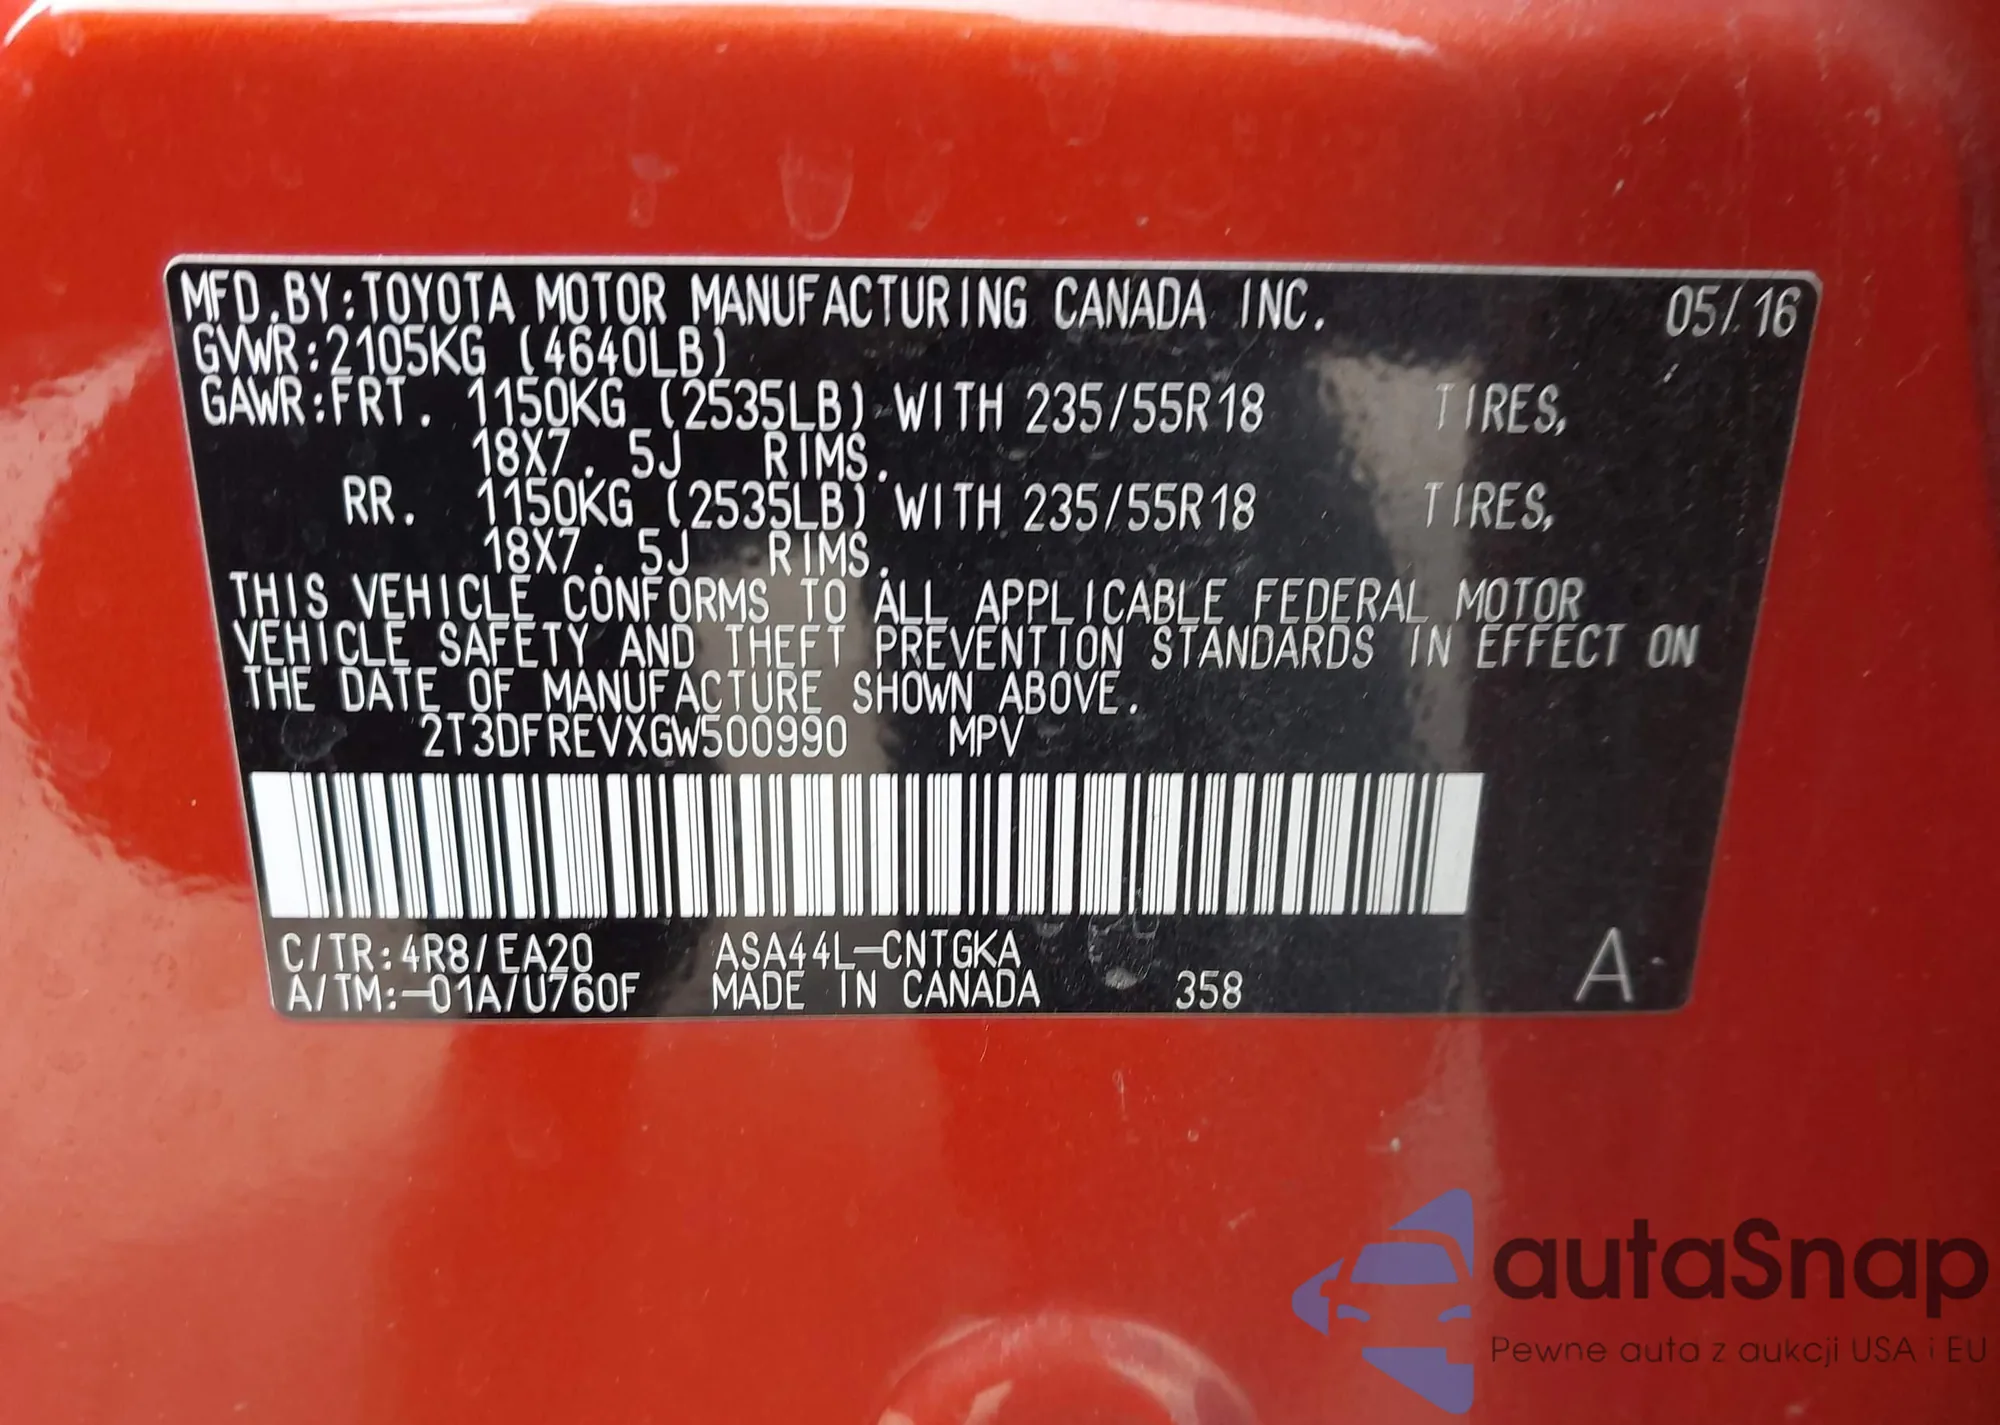 MFD.BY:TOYOTA MOTOR MANUFACTURING CANADA INC. 05/16
GVWR:2105KG (4640LB)
GAWR:FRT. 1150KG (2535LB) WITH 235/55R18 TIRES,
18X7.5J RIMS.
RR. 1150KG (2535LB) WITH 235/55R18 TIRES,
18X7.5J RIMS.
THIS VEHICLE CONFORMS TO ALL APPLICABLE FEDERAL MOTOR
VEHICLE SAFETY AND THEFT PREVENTION STANDARDS IN EFFECT ON
THE DATE OF MANUFACTURE SHOWN ABOVE.
2T3DFREVXGW500990 MPV
C/TR:4R8/EA20 ASA44L-CNTGKA
A/TM:-01A/U760F MADE IN CANADA 358 A
autaSnap
Pewne auta z aukcji USA i EU